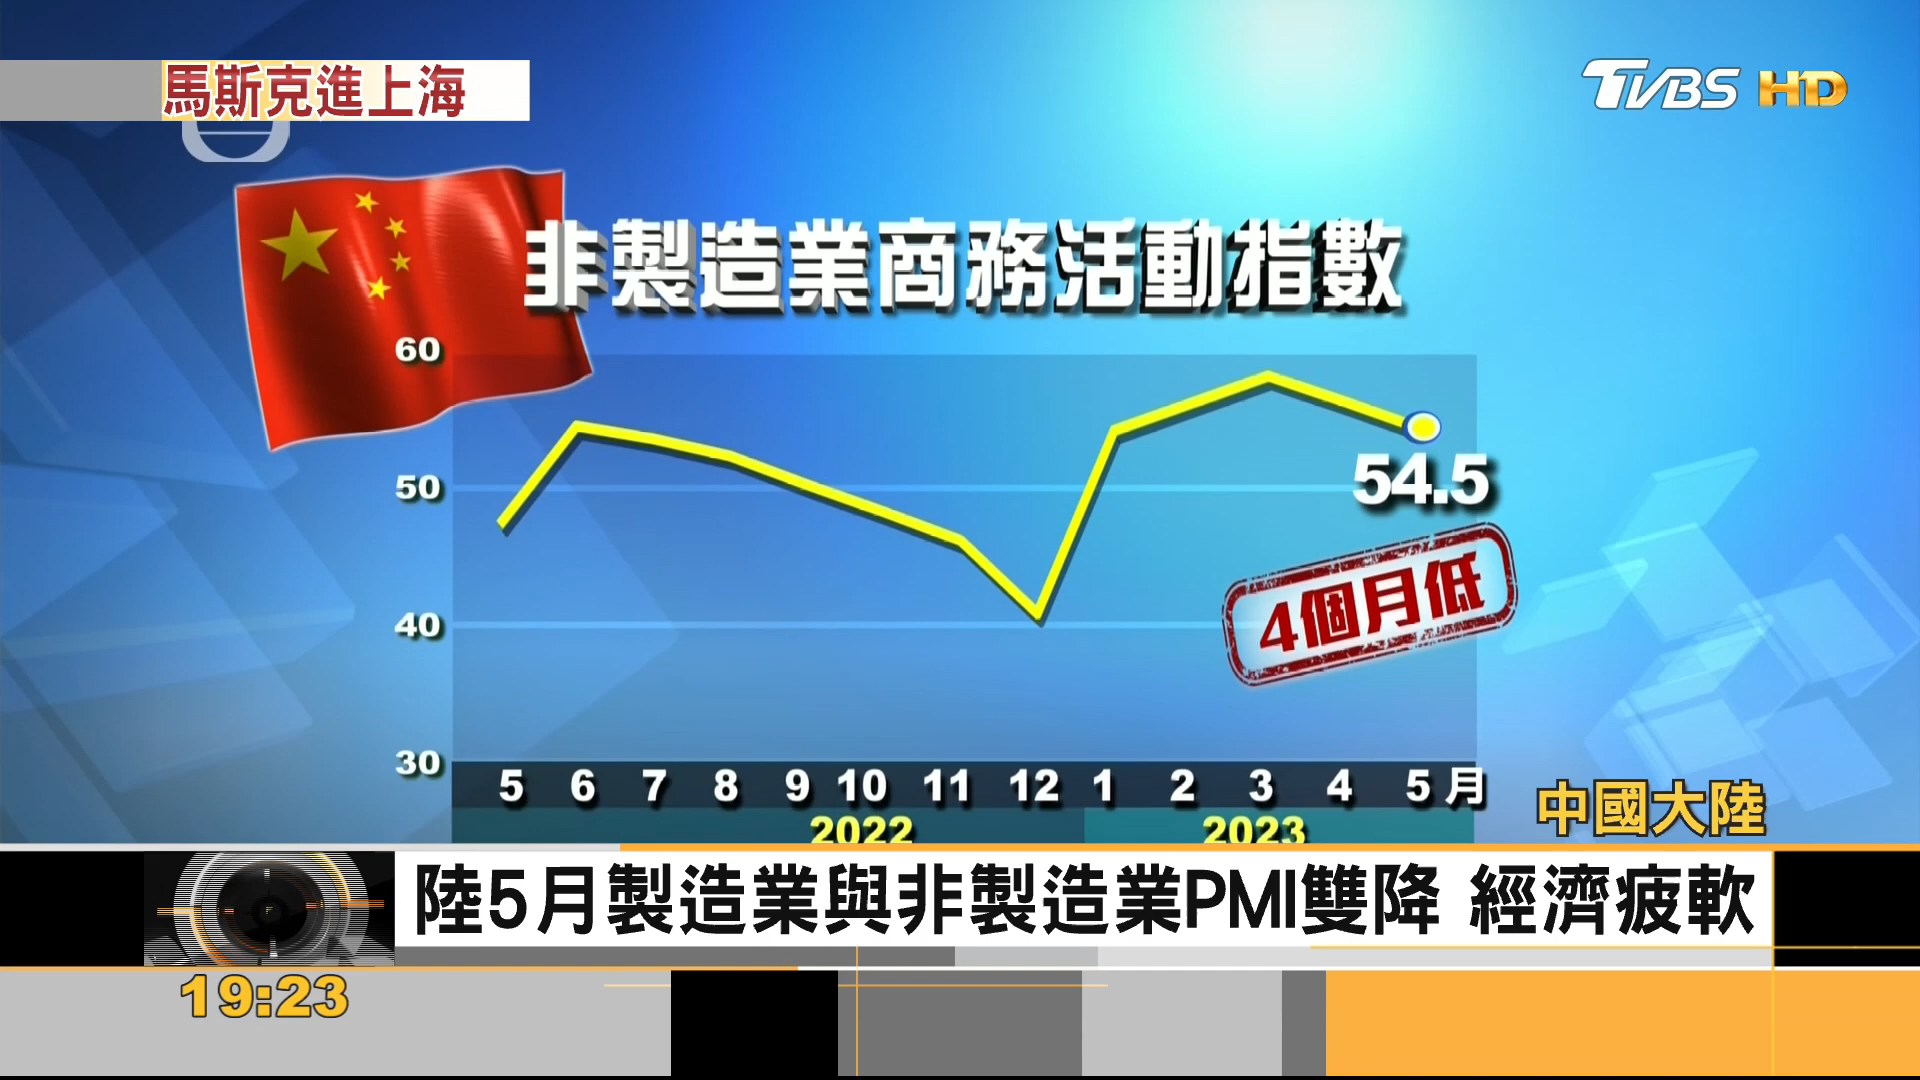 馬斯克進上海
TVBS HD
非製造業商務活動指數
60
50
40
30
54.5
4個月低
5 6 7 8 9 10 11 12 1 2 3 4 5月
2022 2023
中國大陸
陸5月製造業與非製造業PMI雙降 經濟疲軟
19:23